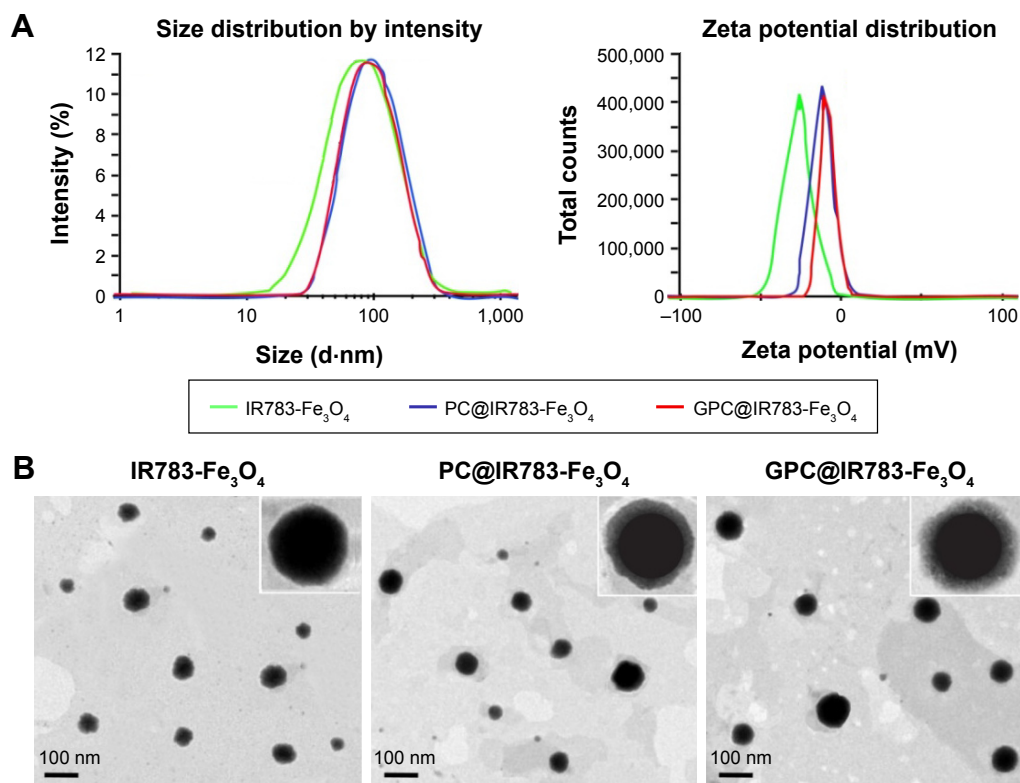 A
Size distribution by intensity
Intensity (%)
12
10
8
6
4
2
0
1
10
100
1,000
Size (d·nm)
Zeta potential distribution
Total counts
500,000
400,000
300,000
200,000
100,000
0
–100
0
100
Zeta potential (mV)
IR783-Fe₃O₄
PC@IR783-Fe₃O₄
GPC@IR783-Fe₃O₄
B
IR783-Fe₃O₄
PC@IR783-Fe₃O₄
GPC@IR783-Fe₃O₄
100 nm
100 nm
100 nm